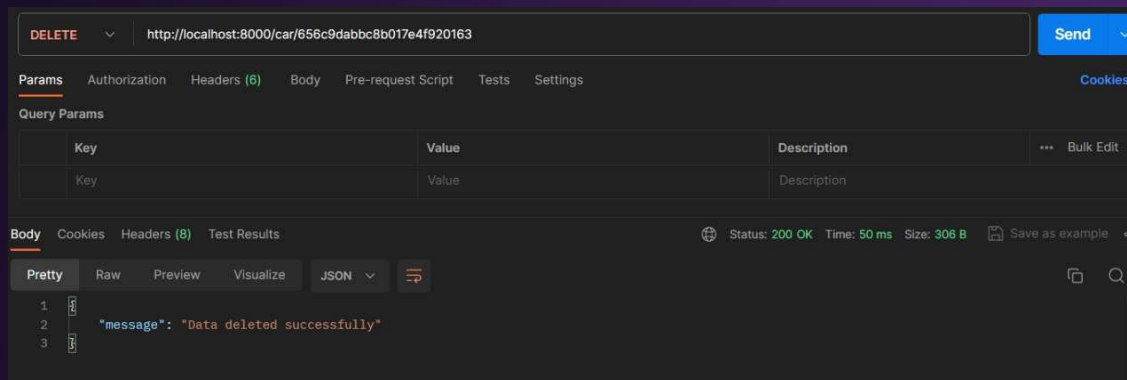 DELETE http://localhost:8000/car/656c9dabbc8b017e4f920163 Send
Params Authorization Headers (6) Body Pre-request Script Tests Settings Cookies
Query Params
Key Value Description ••• Bulk Edit
Key Value Description
Body Cookies Headers (8) Test Results Status: 200 OK Time: 50 ms Size: 306 B Save as example
Pretty Raw Preview Visualize JSON
1 {
2 "message": "Data deleted successfully"
3 }